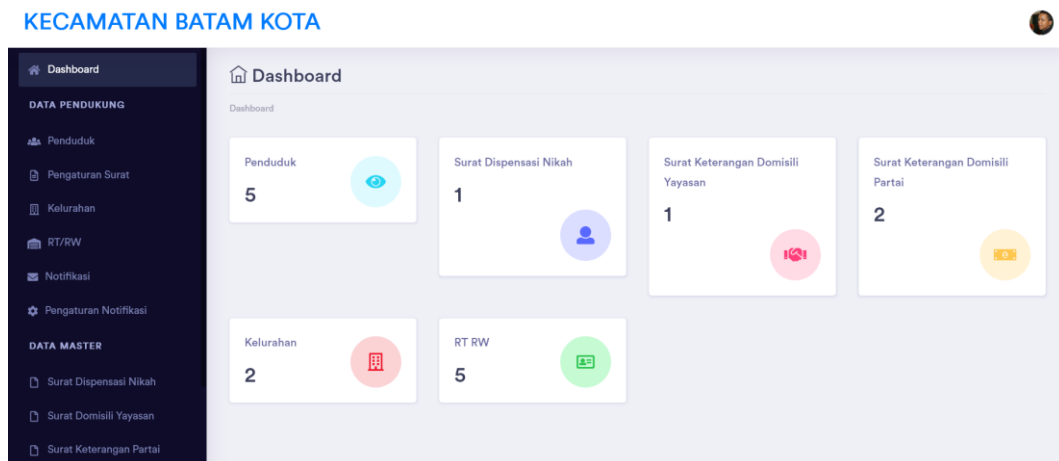 KECAMATAN BATAM KOTA
Dashboard
DATA PENDUKUNG
Penduduk
Pengaturan Surat
Kelurahan
RT/RW
Notifikasi
Pengaturan Notifikasi
DATA MASTER
Surat Dispensasi Nikah
Surat Domisili Yayasan
Surat Keterangan Partai
Dashboard
Dashboard
Penduduk
5
Surat Dispensasi Nikah
1
Surat Keterangan Domisili
Yayasan
1
Surat Keterangan Domisili
Partai
2
Kelurahan
2
RT RW
5